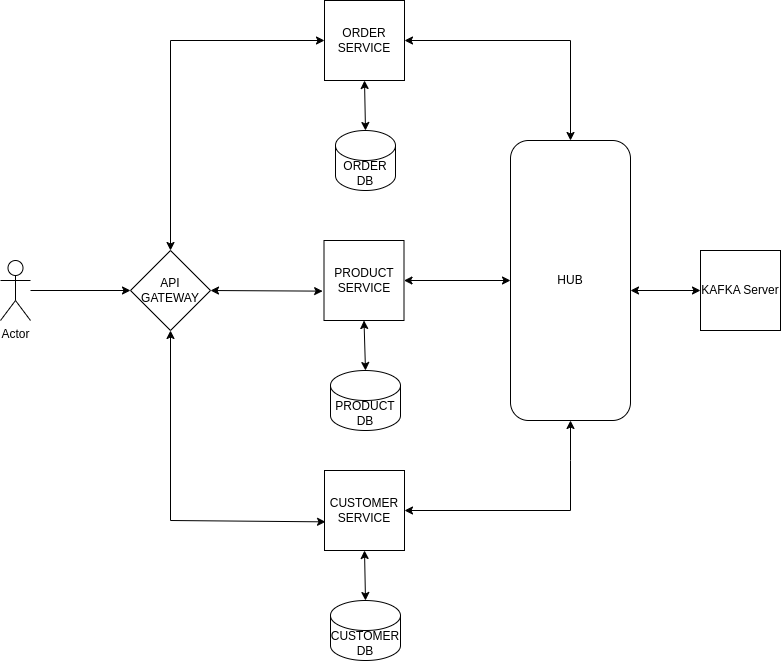 ORDER
SERVICE
ORDER
DB
API
GATEWAY
Actor
PRODUCT
SERVICE
HUB
KAFKA Server
PRODUCT
DB
CUSTOMER
SERVICE
CUSTOMER
DB